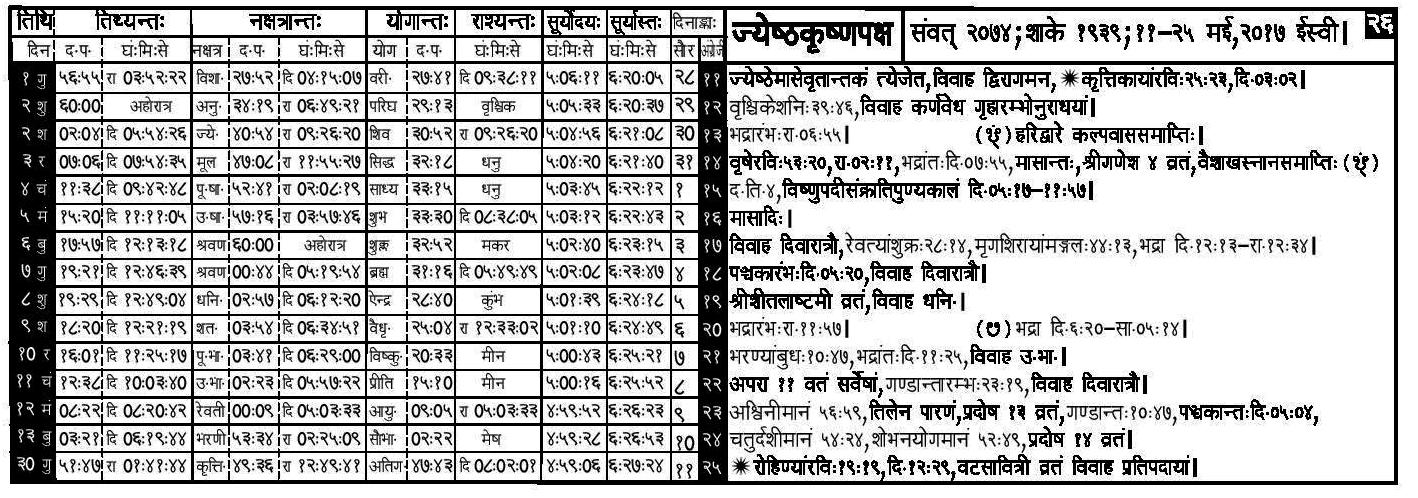 तिथि तिथ्यन्तः नक्षत्रान्तः योगान्तः राश्यन्तः सूर्योदयः सूर्यास्तः दिनाङ्काः ज्येष्ठकृष्णपक्ष संवत् २०७४;शाके १९३९;११–२५ मई,२०१७ ईस्वी। २६
दिन द॰प॰ घंःमिःसे नक्षत्र द॰प॰ घंःमिःसे योग द॰प॰ घंःमिःसे घंःमिःसे घंःमिःसे सौर अंग्रेजी
१ गु ५६ः५५ रा ०३ः५२ः२२ विशा॰ २७ः५२ दि ०४ः१५ः०७ वरी॰ २७ः४१ दि ०९ः३८ः११ ५ः०६ः११ ६ः२०ः०५ २८ ११ ज्येष्ठेमासेवृतान्तकं त्येजेत,विवाह द्विरागमन,✷कृत्तिकायांरविः२५ः२३,दि॰०३ः०२।
२ शु ६०ः०० अहोरात्र अनु॰ ३४ः१९ रा ०६ः४९ः२१ परिघ २९ः१३ वृश्चिक ५ः०५ः३३ ६ः२०ः३७ २९ १२ वृश्चिकेशनिः३९ः४६,विवाह कर्णवेध गृहारम्भोनुराधयां।
२ श ०२ः०४ दि ०५ः५४ः२६ ज्ये॰ ४०ः५४ रा ०९ः२६ः२० शिव ३०ः५२ रा ०९ः२६ः२० ५ः०४ः५६ ६ः२१ः०८ ३० १३ भद्रारंभःरा॰०६ः५५। हरिद्वारे कल्पवाससमाप्तिः।
३ र ०७ः०६ दि ०७ः५४ः३५ मूल ४७ः०८ रा ११ः५५ः२७ सिद्ध ३२ः१८ धनु ५ः०४ः२० ६ः२१ः४० ३१ १४ वृषेरविः५३ः२०,रा॰०२ः११,भद्रांतःदि॰०७ः५५,मासान्तः,श्रीगणेश ४ व्रतं,वैशाखस्नानसमाप्तिः
४ चं ११ः३८ दि ०९ः४२ः४८ पू॰षा॰ ५२ः४१ रा ०२ः०८ः१९ साध्य ३३ः१५ धनु ५ः०३ः४५ ६ः२२ः१२ १ १५ द॰ति॰४,विष्णुपदीसंक्रातिपुण्यकालं दि॰०५ः१७–११ः५७।
५ मं १५ः२० दि ११ः११ः०५ उ॰षा॰ ५७ः१६ रा ०३ः५७ः४६ शुभ ३३ः३० दि ०८ः३८ः०५ ५ः०३ः१२ ६ः२२ः४३ २ १६ मासादिः।
६ बु १७ः५७ दि १२ः१३ः१८ श्रवण ६०ः०० अहोरात्र शुक्ल ३२ः५२ मकर ५ः०२ः४० ६ः२३ः१५ ३ १७ विवाह दिवारात्रौ,रेवत्यांशुक्रः२८ः१४,मृगशिरायांमङ्गलः४४ः१३,भद्रा दि॰१२ः१३–रा॰१२ः३४।
७ गु १९ः२१ दि १२ः४६ः३९ श्रवण ००ः४४ दि ०५ः१९ः५४ ब्रह्म ३१ः१६ दि ०५ः४९ः४९ ५ः०२ः०८ ६ः२३ः४७ ४ १८ पञ्चकारंभःदि॰०५ः२०,विवाह दिवारात्रौ।
८ शु १९ः२९ दि १२ः४९ः०४ धनि॰ ०२ः५७ दि ०६ः१२ः२० ऐन्द्र २८ः४० कुंभ ५ः०१ः३९ ६ः२४ः१८ ५ १९ श्रीशीतलाष्टमी व्रतं,विवाह धनि॰।
९ श १८ः२० दि १२ः२१ः१९ शत॰ ०३ः५४ दि ०६ः३४ः५१ वैधृ॰ २५ः०४ रा १२ः३३ः०२ ५ः०१ः१० ६ः२४ः४९ ६ २० भद्रारंभःरा॰११ः५७। भद्रा दि॰६ः२०–सा॰०५ः१४।
१० र १६ः०१ दि ११ः२५ः१७ पू॰भा॰ ०३ः४१ दि ०६ः२९ः०० विष्कु॰ २०ः३३ मीन ५ः००ः४३ ६ः२५ः२१ ७ २१ भरण्यांबुधः१०ः४७,भद्रांतःदि॰११ः२५,विवाह उ॰भा॰।
११ चं १२ः३८ दि १०ः०३ः४० उ॰भा॰ ०२ः२३ दि ०५ः५७ः२२ प्रीति १५ः१० मीन ५ः००ः१६ ६ः२५ः५२ ८ २२ अपरा ११ वतं सर्वेषां,गण्डान्तारम्भः२३ः१९,विवाह दिवारात्रौ।
१२ मं ०८ः२२ दि ०८ः२०ः४२ रेवती ००ः०९ दि ०५ः०३ः३३ आयु॰ ०९ः०५ रा ०५ः०३ः३३ ४ः५९ः५२ ६ः२६ः२३ ९ २३ अश्विनीमानं ५६ः५९,तिलेन पारणं,प्रदोष १३ व्रतं,गण्डान्तः१०ः४७,पञ्चकान्तःदि॰०५ः०४,
१३ बु ०३ः२१ दि ०६ः१९ः४४ भरणी ५३ः३४ रा ०२ः२५ः०९ सौभा॰ ०२ः२२ मेष ४ः५९ः२८ ६ः२६ः५३ १० २४ चतुर्दशीमानं ५४ः२४,शोभनयोगमानं ५२ः४९,प्रदोष १४ व्रतं।
३० गु ५१ः४७ रा ०१ः४१ः४४ कृत्ति॰ ४९ः३६ रा १२ः४९ः४१ अतिग॰ ४७ः४३ दि ०८ः०२ः०१ ४ः५९ः०६ ६ः२७ः२४ ११ २५ ✷रोहिण्यांरविः१९ः१९,दि॰१२ः२९,वटसावित्री व्रतं विवाह प्रतिपदायां।